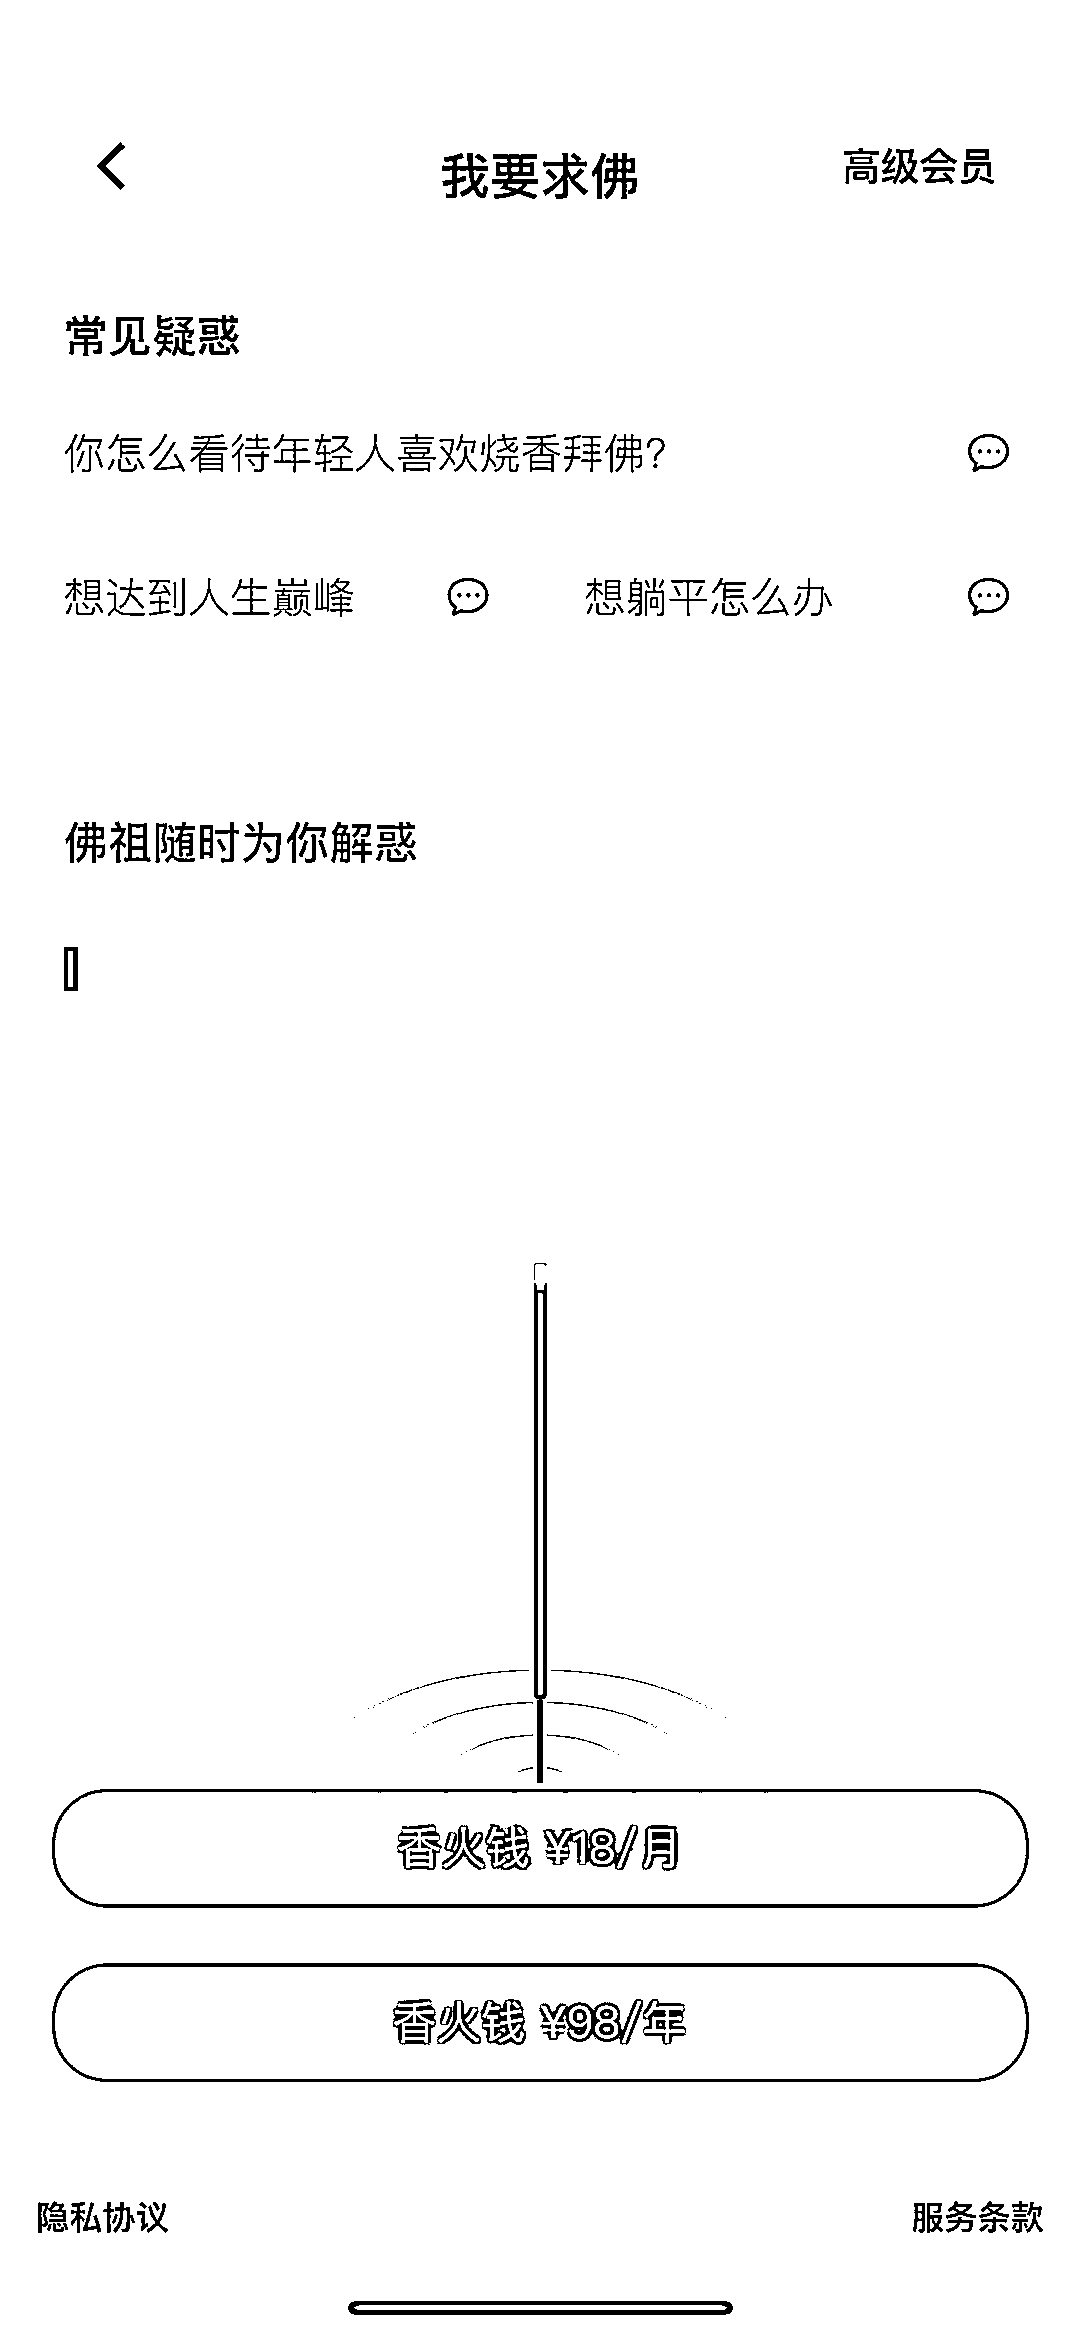 我要求佛
高级会员
常见疑惑
你怎么看待年轻人喜欢烧香拜佛?
想达到人生巅峰
想躺平怎么办
佛祖随时为你解惑
香火钱 ¥18/月
香火钱 ¥98/年
隐私协议
服务条款